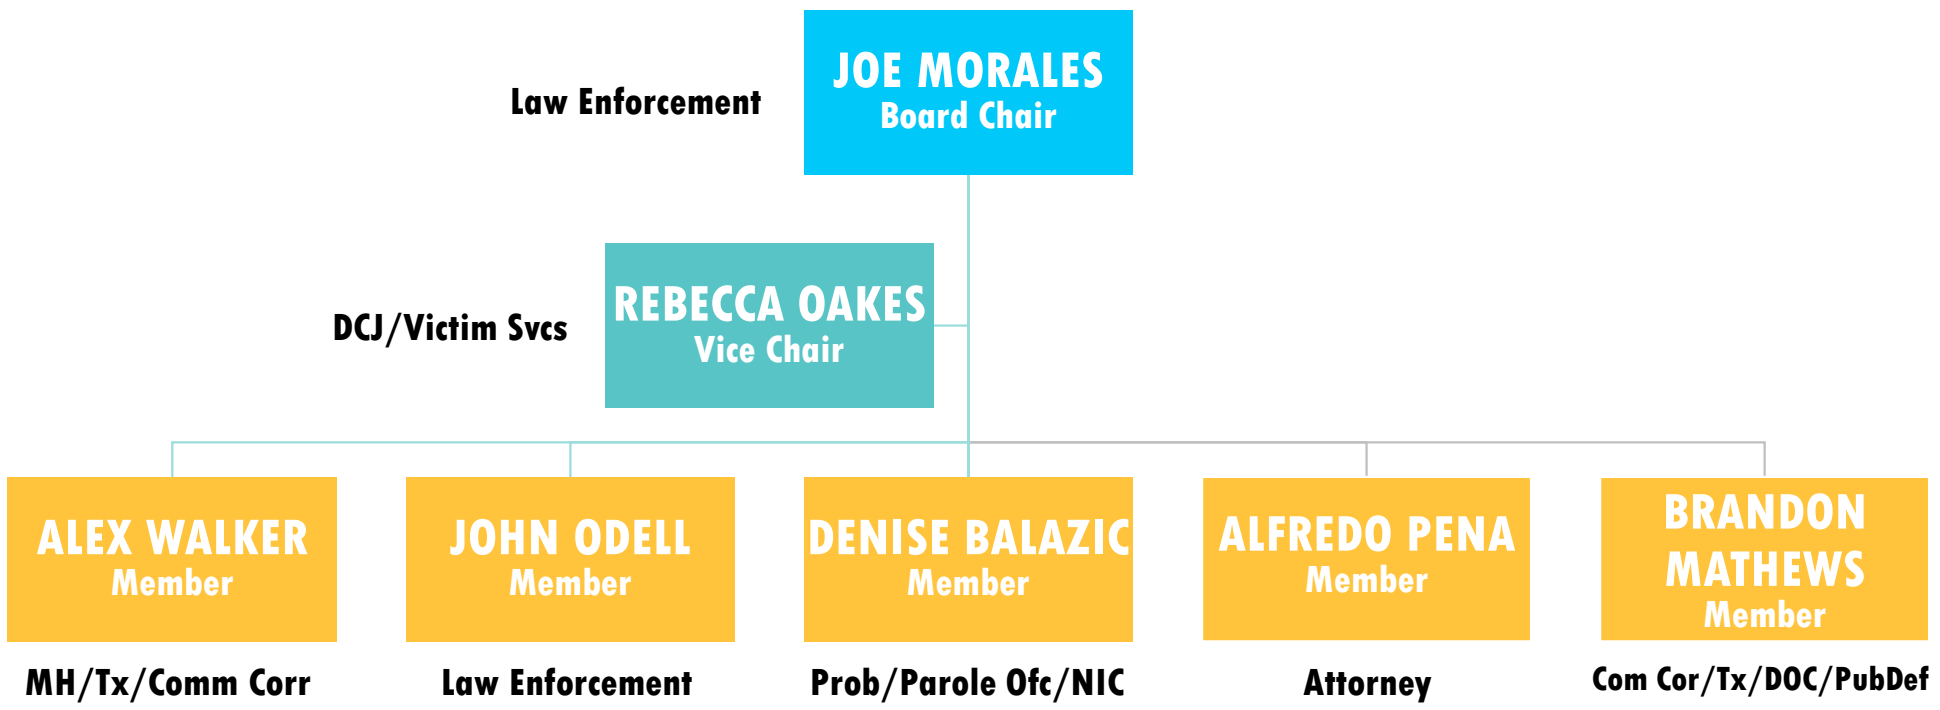 JOE MORALES
Board Chair
Law Enforcement
REBECCA OAKES
Vice Chair
DCJ/Victim Svcs
ALEX WALKER
Member
MH/Tx/Comm Corr
JOHN ODELL
Member
Law Enforcement
DENISE BALAZIC
Member
Prob/Parole Ofc/NIC
ALFREDO PENA
Member
Attorney
BRANDON
MATHEWS
Member
Com Cor/Tx/DOC/PubDef